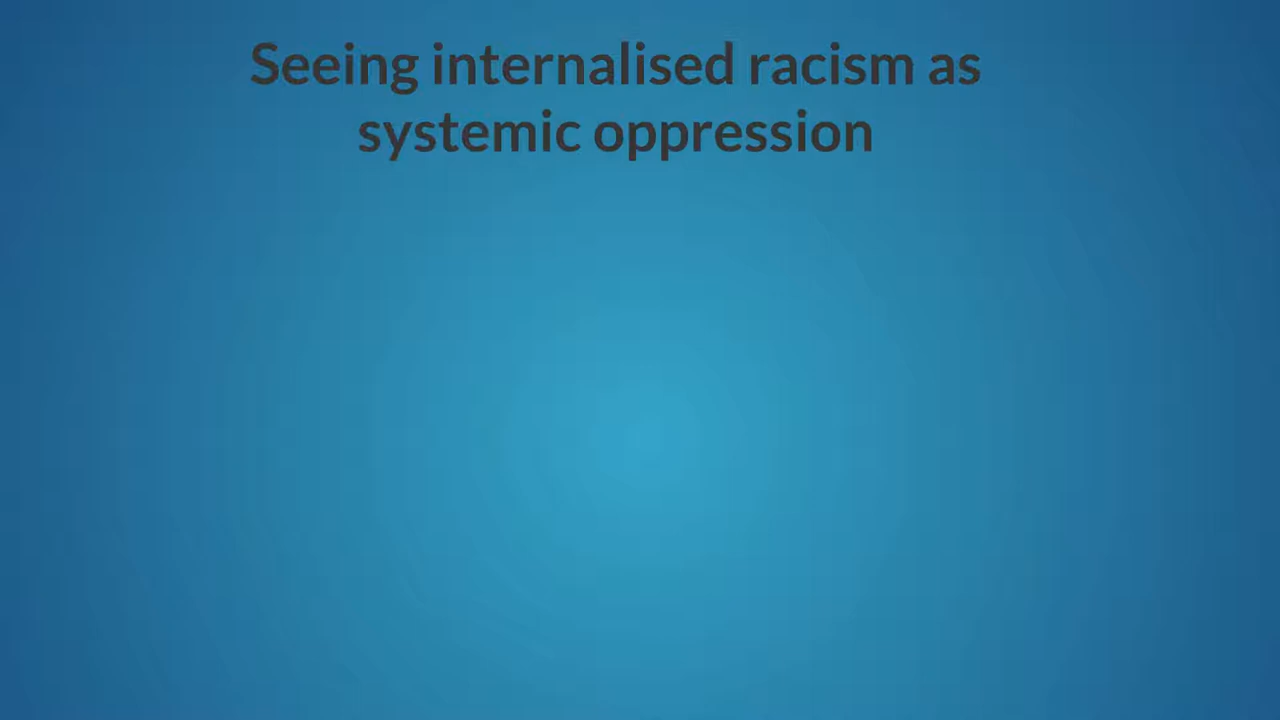 Seeing internalised racism as
systemic oppression